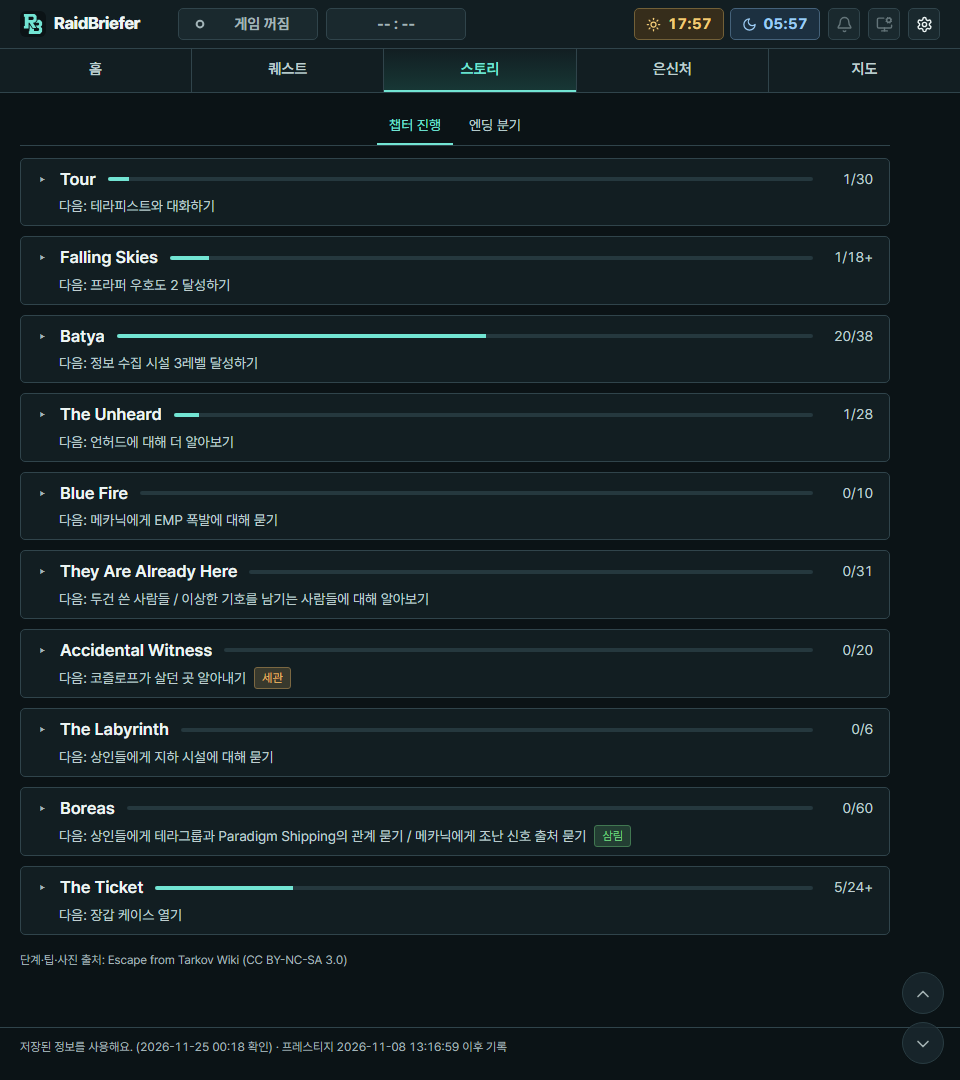 RaidBriefer
게임 꺼짐
-- : --
17:57
05:57
홈
퀘스트
스토리
은신처
지도
챕터 진행
엔딩 분기
Tour
1/30
다음: 테라피스트와 대화하기
Falling Skies
1/18+
다음: 프라퍼 우호도 2 달성하기
Batya
20/38
다음: 정보 수집 시설 3레벨 달성하기
The Unheard
1/28
다음: 언허드에 대해 더 알아보기
Blue Fire
0/10
다음: 메카닉에게 EMP 폭발에 대해 묻기
They Are Already Here
0/31
다음: 두건 쓴 사람들 / 이상한 기호를 남기는 사람들에 대해 알아보기
Accidental Witness
0/20
다음: 코즐로프가 살던 곳 알아내기 세관
The Labyrinth
0/6
다음: 상인들에게 지하 시설에 대해 묻기
Boreas
0/60
다음: 상인들에게 테라그룹과 Paradigm Shipping의 관계 묻기 / 메카닉에게 조난 신호 출처 묻기 삼림
The Ticket
5/24+
다음: 장갑 케이스 열기
단계·팁·사진 출처: Escape from Tarkov Wiki (CC BY-NC-SA 3.0)
저장된 정보를 사용해요. (2026-11-25 00:18 확인) · 프레스티지 2026-11-08 13:16:59 이후 기록